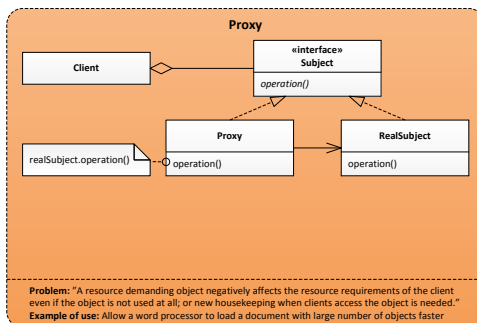 Proxy
«interface»
Subject
operation()
Client
Proxy
operation()
RealSubject
operation()
realSubject.operation()
Problem: "A resource demanding object negatively affects the resource requirements of the client
even if the object is not used at all; or new housekeeping when clients access the object is needed."
Example of use: Allow a word processor to load a document with large number of objects faster